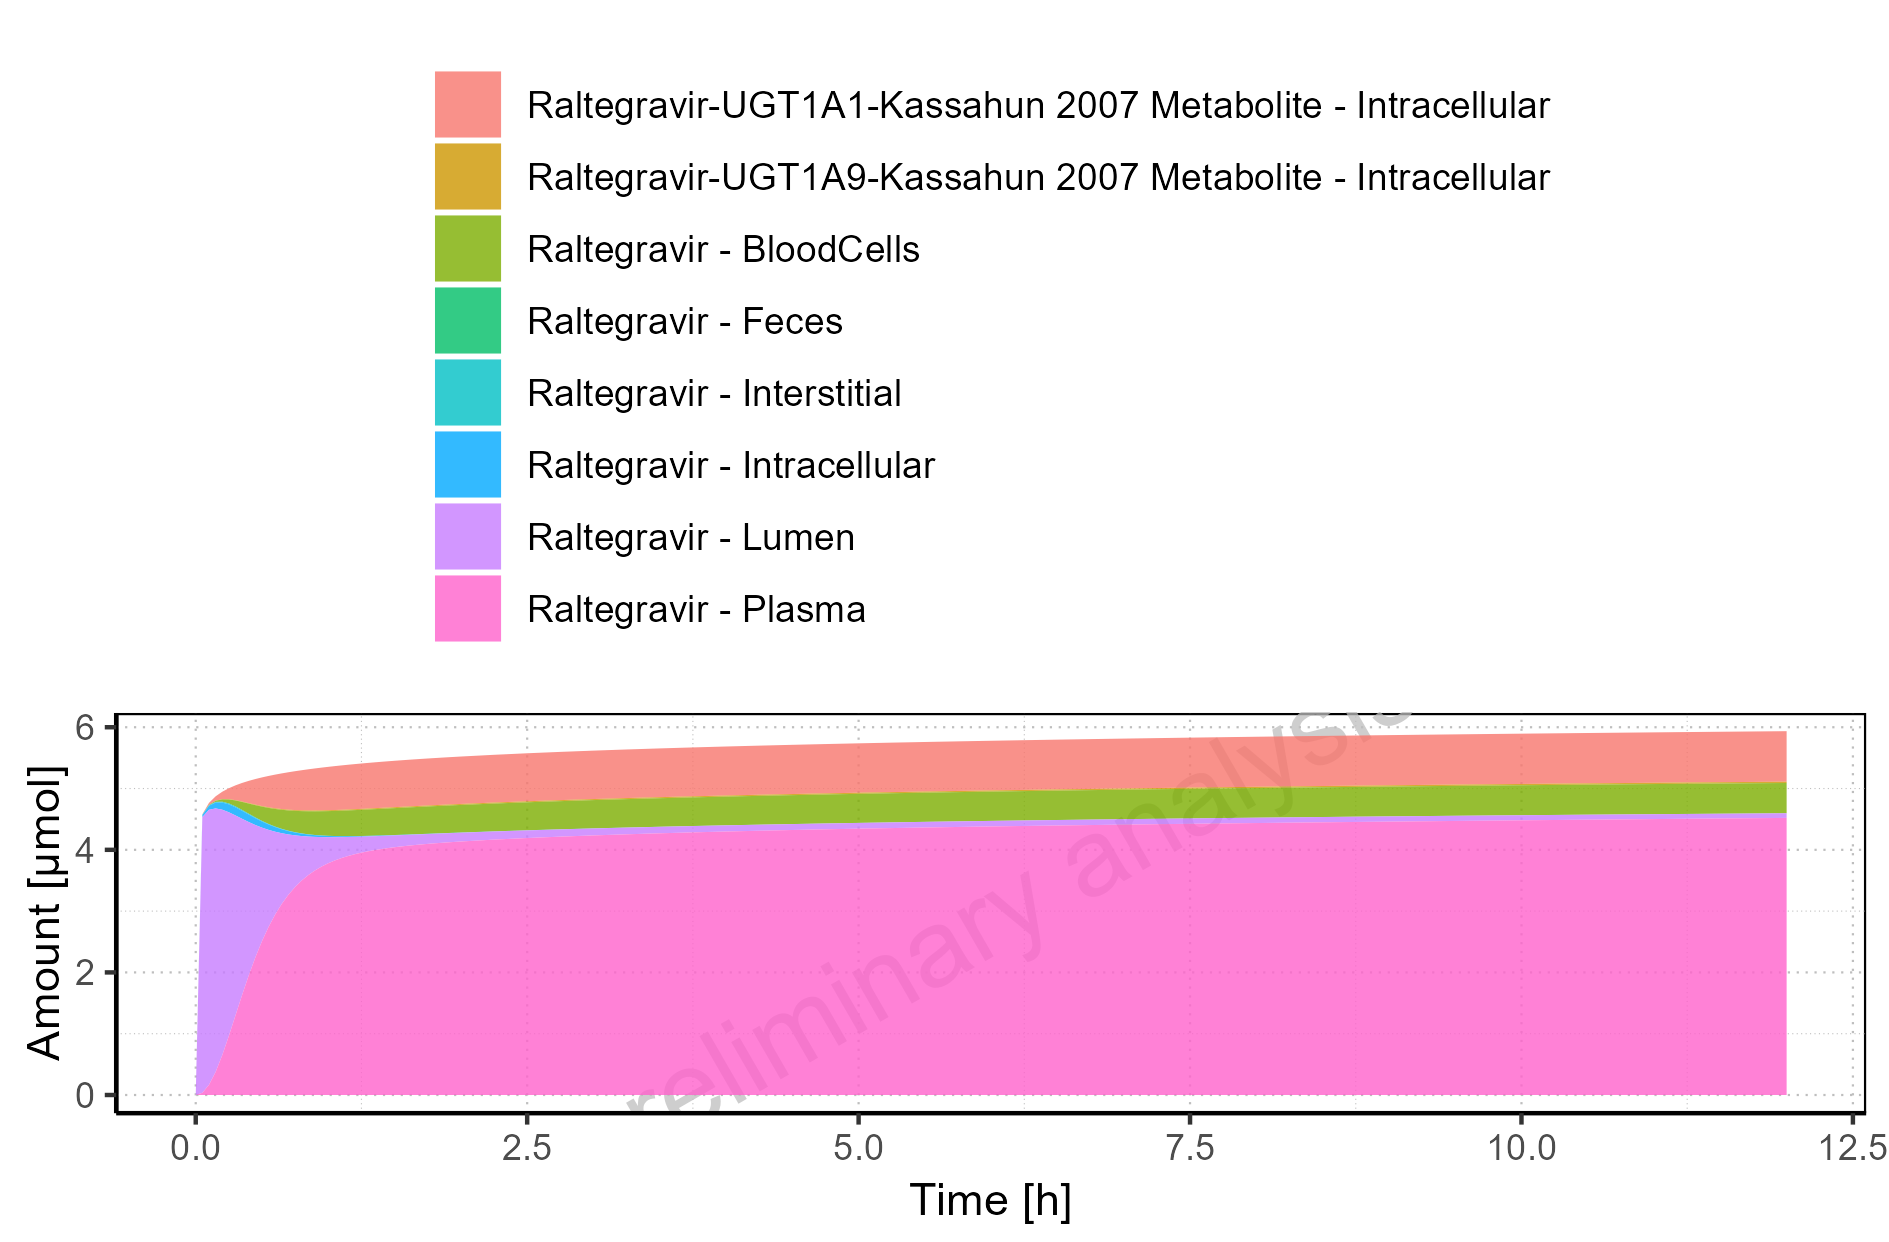 Raltegravir-UGT1A1-Kassahun 2007 Metabolite - Intracellular
Raltegravir-UGT1A9-Kassahun 2007 Metabolite - Intracellular
Raltegravir - BloodCells
Raltegravir - Feces
Raltegravir - Interstitial
Raltegravir - Intracellular
Raltegravir - Lumen
Raltegravir - Plasma
6
4
2
0
Amount [µmol]
reliminary analysis
0.0 2.5 5.0 7.5 10.0 12.5
Time [h]